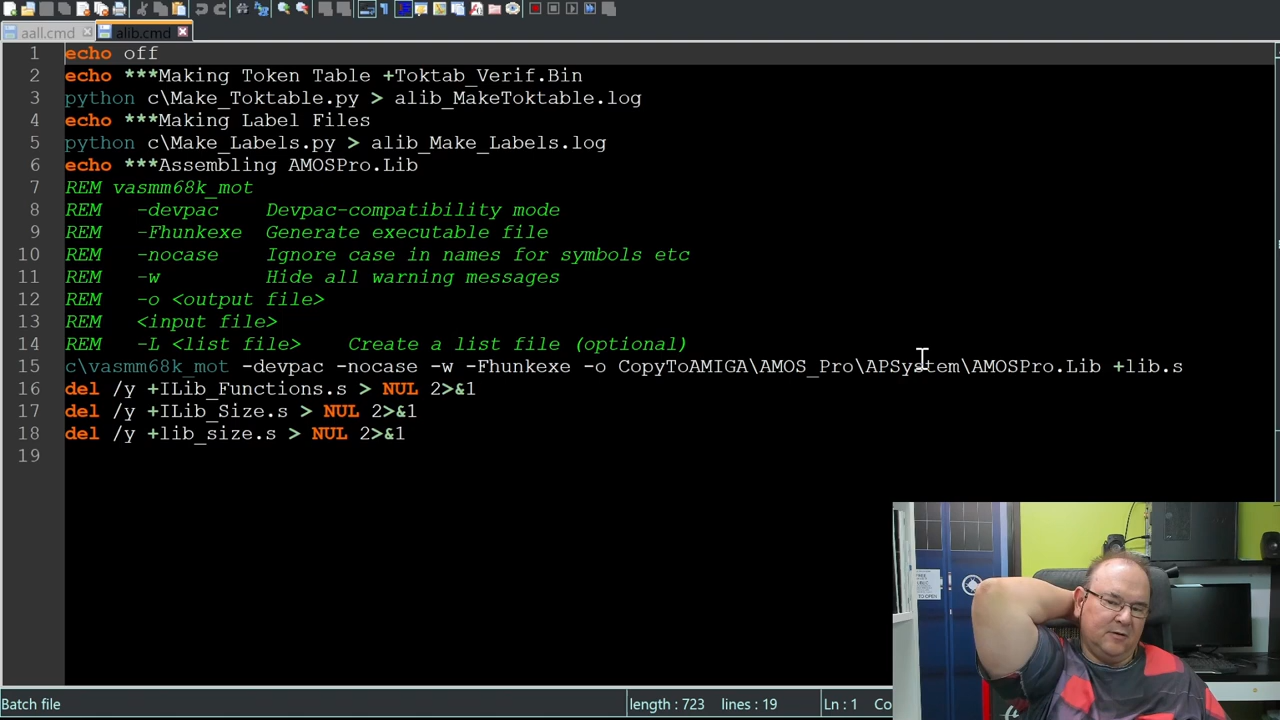 aall.cmd
alib.cmd
1 echo off
2 echo ***Making Token Table +Toktab_Verif.Bin
3 python c\Make_Toktable.py > alib_MakeToktable.log
4 echo ***Making Label Files
5 python c\Make_Labels.py > alib_Make_Labels.log
6 echo ***Assembling AMOSPro.Lib
7 REM vasmm68k_mot
8 REM   -devpac    Devpac-compatibility mode
9 REM   -Fhunkexe  Generate executable file
10 REM   -nocase    Ignore case in names for symbols etc
11 REM   -w         Hide all warning messages
12 REM   -o <output file>
13 REM   <input file>
14 REM   -L <list file>    Create a list file (optional)
15 c\vasmm68k_mot -devpac -nocase -w -Fhunkexe -o CopyToAMIGA\AMOS_Pro\APSystem\AMOSPro.Lib +lib.s
16 del /y +ILib_Functions.s > NUL 2>&1
17 del /y +ILib_Size.s > NUL 2>&1
18 del /y +lib_size.s > NUL 2>&1
19
Batch file
length : 723 lines : 19
Ln : 1 Co
FREE
TO OPEN